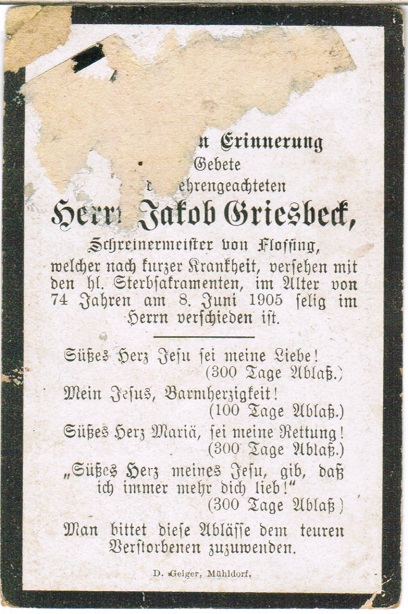 Erinnerung
Gebete
ehrengeachteten
Herrn Jakob Griesbeck,
Schreinermeister von Flossing,
welcher nach kurzer Krankheit, versehen mit
den hl. Sterbsakramenten, im Alter von
74 Jahren am 8. Juni 1905 selig im
Herrn verschieden ist.
Süßes Herz Jesu sei meine Liebe!
(300 Tage Ablaß.)
Mein Jesus, Barmherzigkeit!
(100 Tage Ablaß.)
Süßes Herz Mariä, sei meine Rettung!
(300 Tage Ablaß.)
„Süßes Herz meines Jesu, gib, daß
ich immer mehr dich lieb!“
(300 Tage Ablaß)
Man bittet diese Ablässe dem teuren
Verstorbenen zuzuwenden.
D. Geiger, Mühldorf.